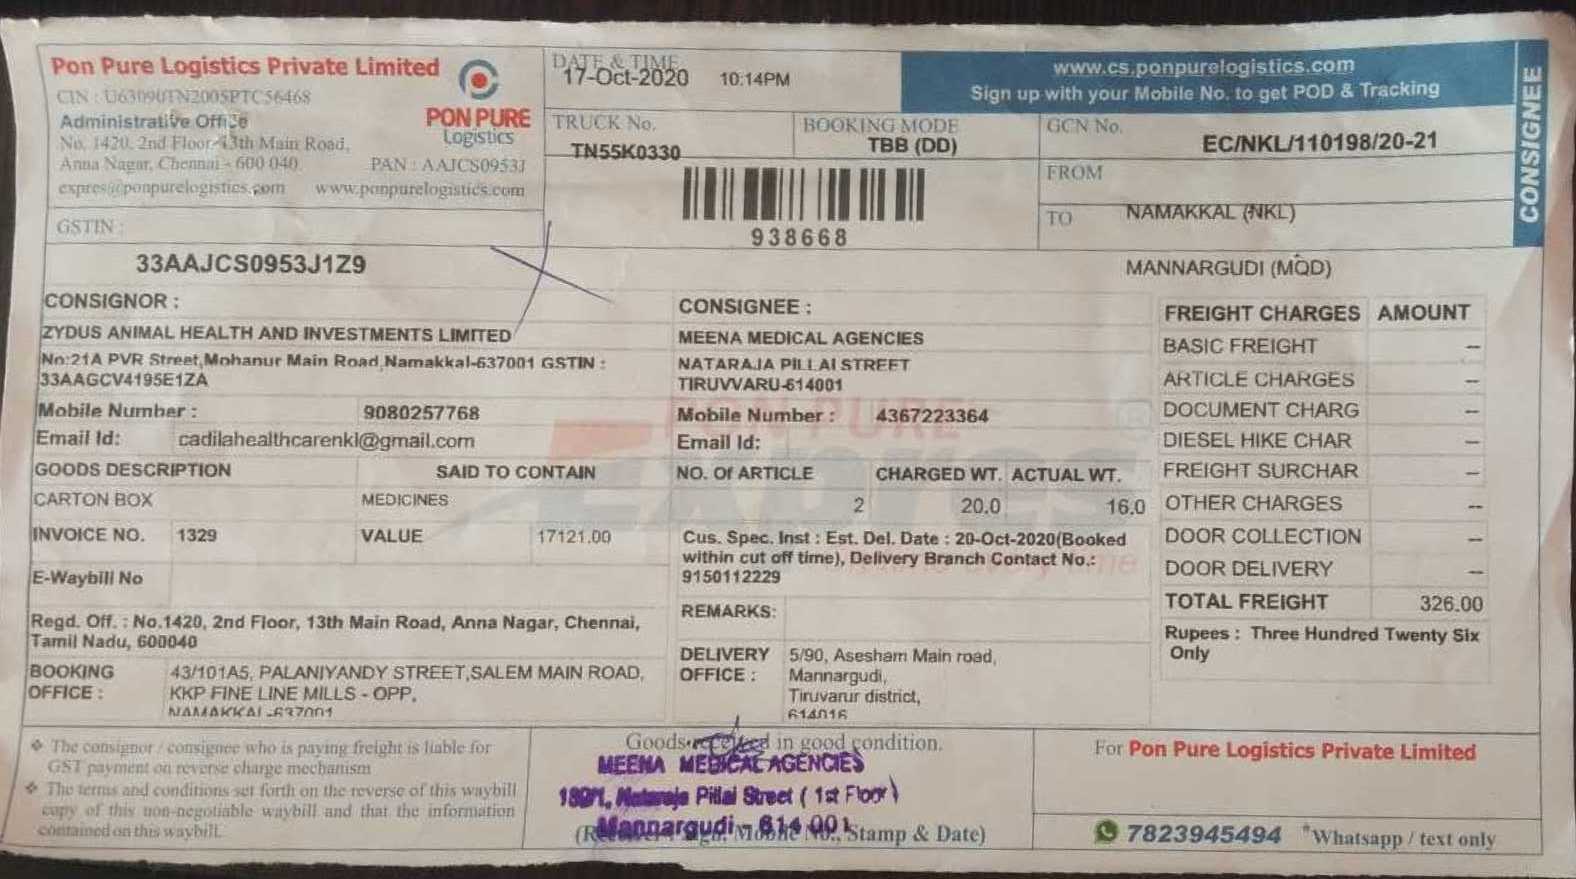 Pon Pure Logistics Private Limited
CIN : U63090TN2005PTC56468
Administrative Office
No. 1420, 2nd Floor, 13th Main Road,
Anna Nagar, Chennai - 600 040. PAN : AAJCS0953J
expres@ponpurelogistics.com www.ponpurelogistics.com
PON PURE
Logistics
GSTIN :
33AAJCS0953J1Z9
DATE & TIME
17-Oct-2020 10:14PM
TRUCK No.
TN55K0330
BOOKING MODE
TBB (DD)
938668
www.cs.ponpurelogistics.com
Sign up with your Mobile No. to get POD & Tracking
GCN No.
EC/NKL/110198/20-21
FROM
NAMAKKAL (NKL)
TO
MANNARGUDI (MQD)
CONSIGNEE
CONSIGNOR :
ZYDUS ANIMAL HEALTH AND INVESTMENTS LIMITED
No:21A PVR Street,Mohanur Main Road,Namakkal-637001 GSTIN :
33AAGCV4195E1ZA
Mobile Number : 9080257768
Email Id: cadilahealthcarenkl@gmail.com
CONSIGNEE :
MEENA MEDICAL AGENCIES
NATARAJA PILLAI STREET
TIRUVVARU-614001
Mobile Number : 4367223364
Email Id:
GOODS DESCRIPTION SAID TO CONTAIN NO. Of ARTICLE CHARGED WT. ACTUAL WT.
CARTON BOX MEDICINES 2 20.0 16.0
INVOICE NO. 1329 VALUE 17121.00
E-Waybill No
Cus. Spec. Inst : Est. Del. Date : 20-Oct-2020(Booked
within cut off time), Delivery Branch Contact No.:
9150112229
REMARKS:
Regd. Off. : No.1420, 2nd Floor, 13th Main Road, Anna Nagar, Chennai,
Tamil Nadu, 600040
BOOKING OFFICE :
43/101A5, PALANIYANDY STREET,SALEM MAIN ROAD,
KKP FINE LINE MILLS - OPP,
NAMAKKAL-637001
DELIVERY OFFICE :
5/90, Asesham Main road,
Mannargudi,
Tiruvarur district,
614016
FREIGHT CHARGES AMOUNT
BASIC FREIGHT --
ARTICLE CHARGES --
DOCUMENT CHARG --
DIESEL HIKE CHAR --
FREIGHT SURCHAR --
OTHER CHARGES --
DOOR COLLECTION --
DOOR DELIVERY --
TOTAL FREIGHT 326.00
Rupees : Three Hundred Twenty Six
Only
PON PURE
❖ The consignor / consignee who is paying freight is liable for
GST payment on reverse charge mechanism
❖ The terms and conditions set forth on the reverse of this waybill
copy of this non-negotiable waybill and that the information
contained on this waybill.
Goods received in good condition.
MEENA MEDICAL AGENCIES
Nataraja Pillai Street ( 1st Floor )
Mannargudi - 614 001
Stamp & Date)
For Pon Pure Logistics Private Limited
7823945494 *Whatsapp / text only